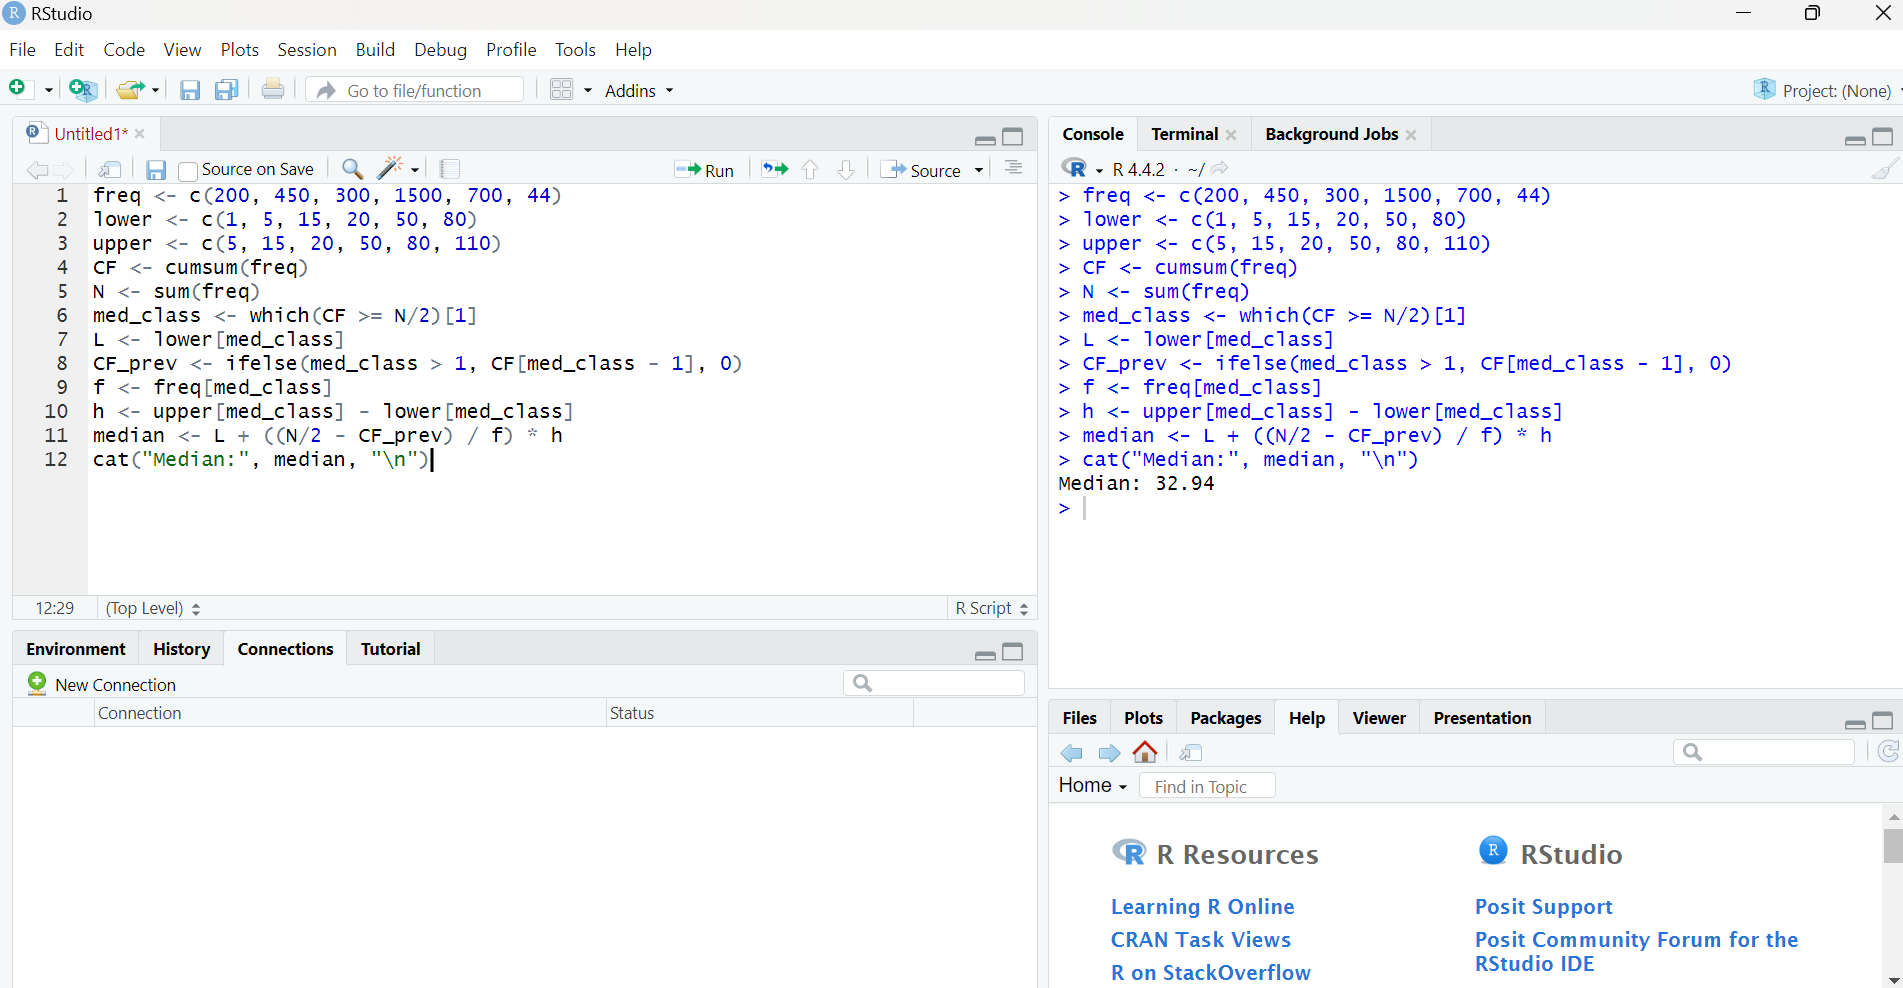 RStudio
File Edit Code View Plots Session Build Debug Profile Tools Help
Go to file/function Addins Project: (None)
Untitled1*
Source on Save Run Source
1 freq <- c(200, 450, 300, 1500, 700, 44)
2 lower <- c(1, 5, 15, 20, 50, 80)
3 upper <- c(5, 15, 20, 50, 80, 110)
4 CF <- cumsum(freq)
5 N <- sum(freq)
6 med_class <- which(CF >= N/2)[1]
7 L <- lower[med_class]
8 CF_prev <- ifelse(med_class > 1, CF[med_class - 1], 0)
9 f <- freq[med_class]
10 h <- upper[med_class] - lower[med_class]
11 median <- L + ((N/2 - CF_prev) / f) * h
12 cat("Median:", median, "\n")
12:29 (Top Level) R Script
Environment History Connections Tutorial
New Connection
Connection Status
Console Terminal Background Jobs
R 4.4.2 · ~/
> freq <- c(200, 450, 300, 1500, 700, 44)
> lower <- c(1, 5, 15, 20, 50, 80)
> upper <- c(5, 15, 20, 50, 80, 110)
> CF <- cumsum(freq)
> N <- sum(freq)
> med_class <- which(CF >= N/2)[1]
> L <- lower[med_class]
> CF_prev <- ifelse(med_class > 1, CF[med_class - 1], 0)
> f <- freq[med_class]
> h <- upper[med_class] - lower[med_class]
> median <- L + ((N/2 - CF_prev) / f) * h
> cat("Median:", median, "\n")
Median: 32.94
>
Files Plots Packages Help Viewer Presentation
Home Find in Topic
R Resources
Learning R Online
CRAN Task Views
R on StackOverflow
RStudio
Posit Support
Posit Community Forum for the
RStudio IDE